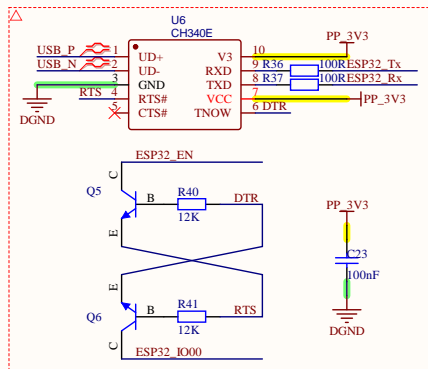 U6
CH340E
PP_3V3
USB_P 1 UD+ V3 10
USB_N 2 UD- RXD 9 R36 100R ESP32_Tx
3 GND TXD 8 R37 100R ESP32_Rx
RTS 4 RTS# VCC 7 PP_3V3
5 CTS# TNOW 6 DTR
DGND
ESP32_EN
C
Q5 B R40 DTR
12K
E
PP_3V3
C23
100nF
DGND
E
Q6 B R41 RTS
12K
C
ESP32_IO00